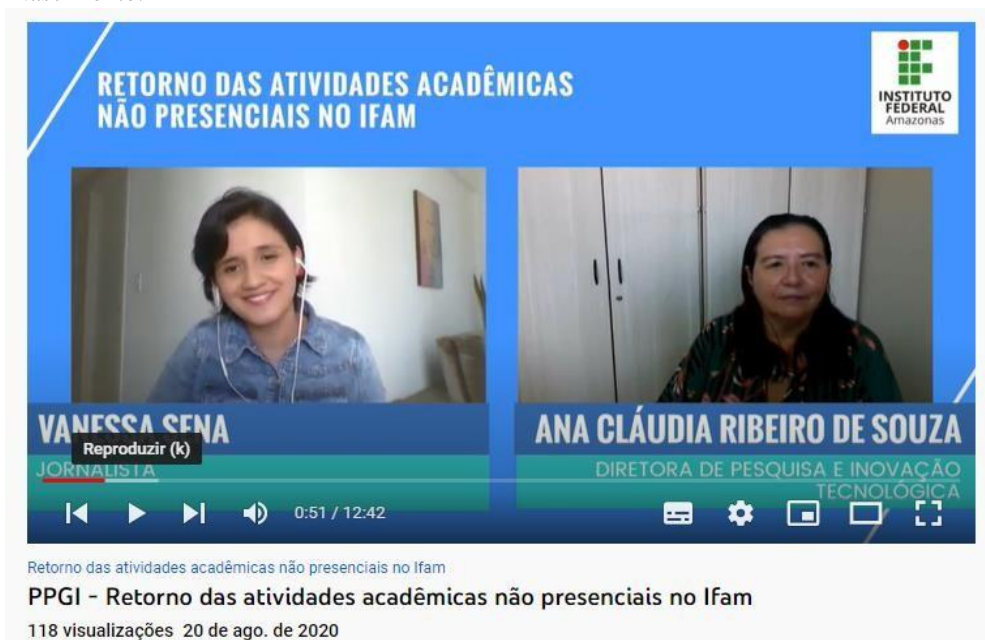 RETORNO DAS ATIVIDADES ACADÊMICAS
NÃO PRESENCIAIS NO IFAM
INSTITUTO
FEDERAL
Amazonas
VANESSA SENA
JORNALISTA
ANA CLÁUDIA RIBEIRO DE SOUZA
DIRETORA DE PESQUISA E INOVAÇÃO
TECNOLÓGICA
Reproduzir (k)
0:51 / 12:42
Retorno das atividades acadêmicas não presenciais no Ifam
PPGI - Retorno das atividades acadêmicas não presenciais no Ifam
118 visualizações 20 de ago. de 2020